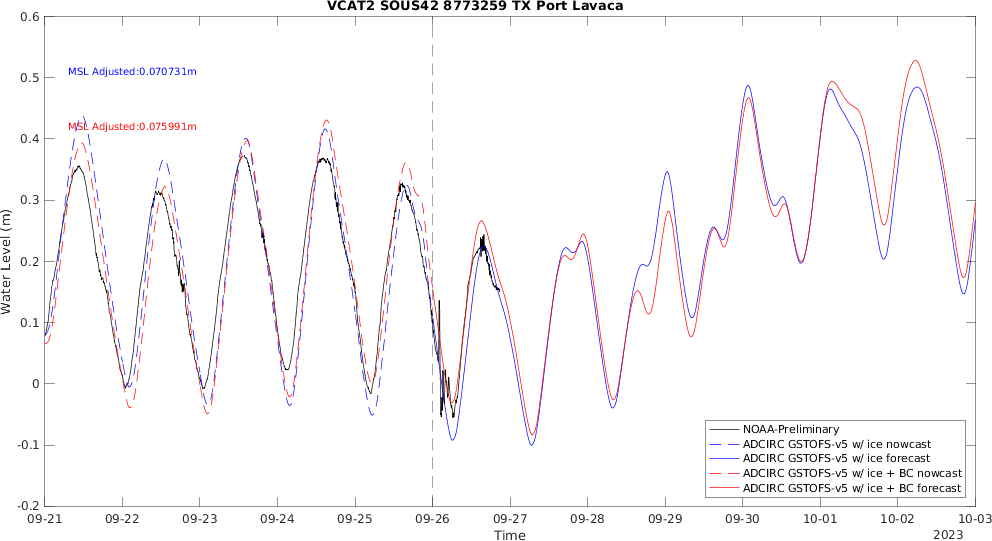 VCAT2 SOUS42 8773259 TX Port Lavaca
0.6
0.5
0.4
0.3
0.2
0.1
0
-0.1
-0.2
Water Level (m)
MSL Adjusted:0.070731m
MSL Adjusted:0.075991m
NOAA-Preliminary
ADCIRC GSTOFS-v5 w/ ice nowcast
ADCIRC GSTOFS-v5 w/ ice forecast
ADCIRC GSTOFS-v5 w/ ice + BC nowcast
ADCIRC GSTOFS-v5 w/ ice + BC forecast
09-21 09-22 09-23 09-24 09-25 09-26 09-27 09-28 09-29 09-30 10-01 10-02 10-03
Time
2023